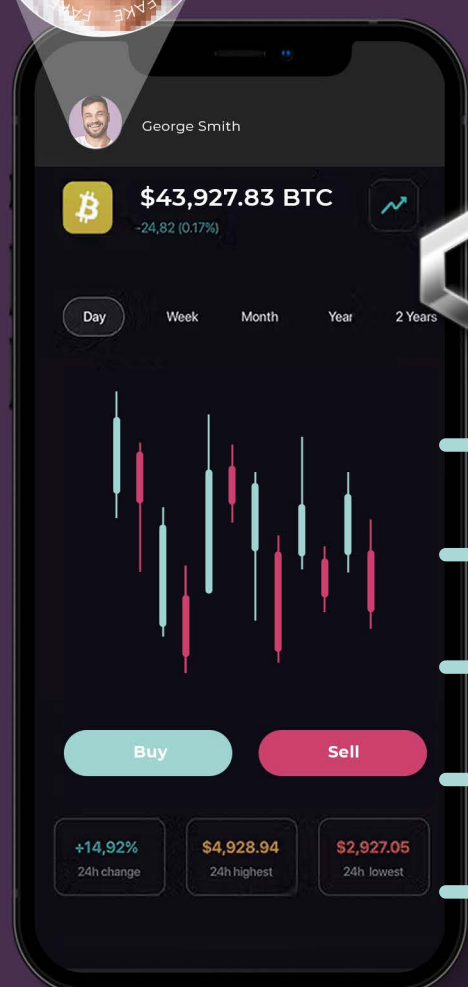 FAKE
George Smith
$43,927.83 BTC
-24,82 (0.17%)
Day Week Month Year 2 Years
Buy Sell
+14,92% $4,928.94 $2,927.05
24h change 24h highest 24h lowest